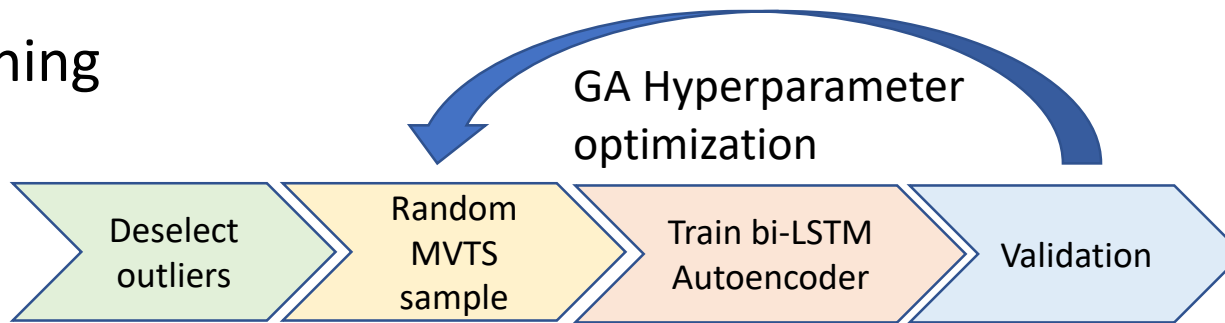 ning
GA Hyperparameter
optimization
Deselect
outliers
Random
MVTS
sample
Train bi-LSTM
Autoencoder
Validation